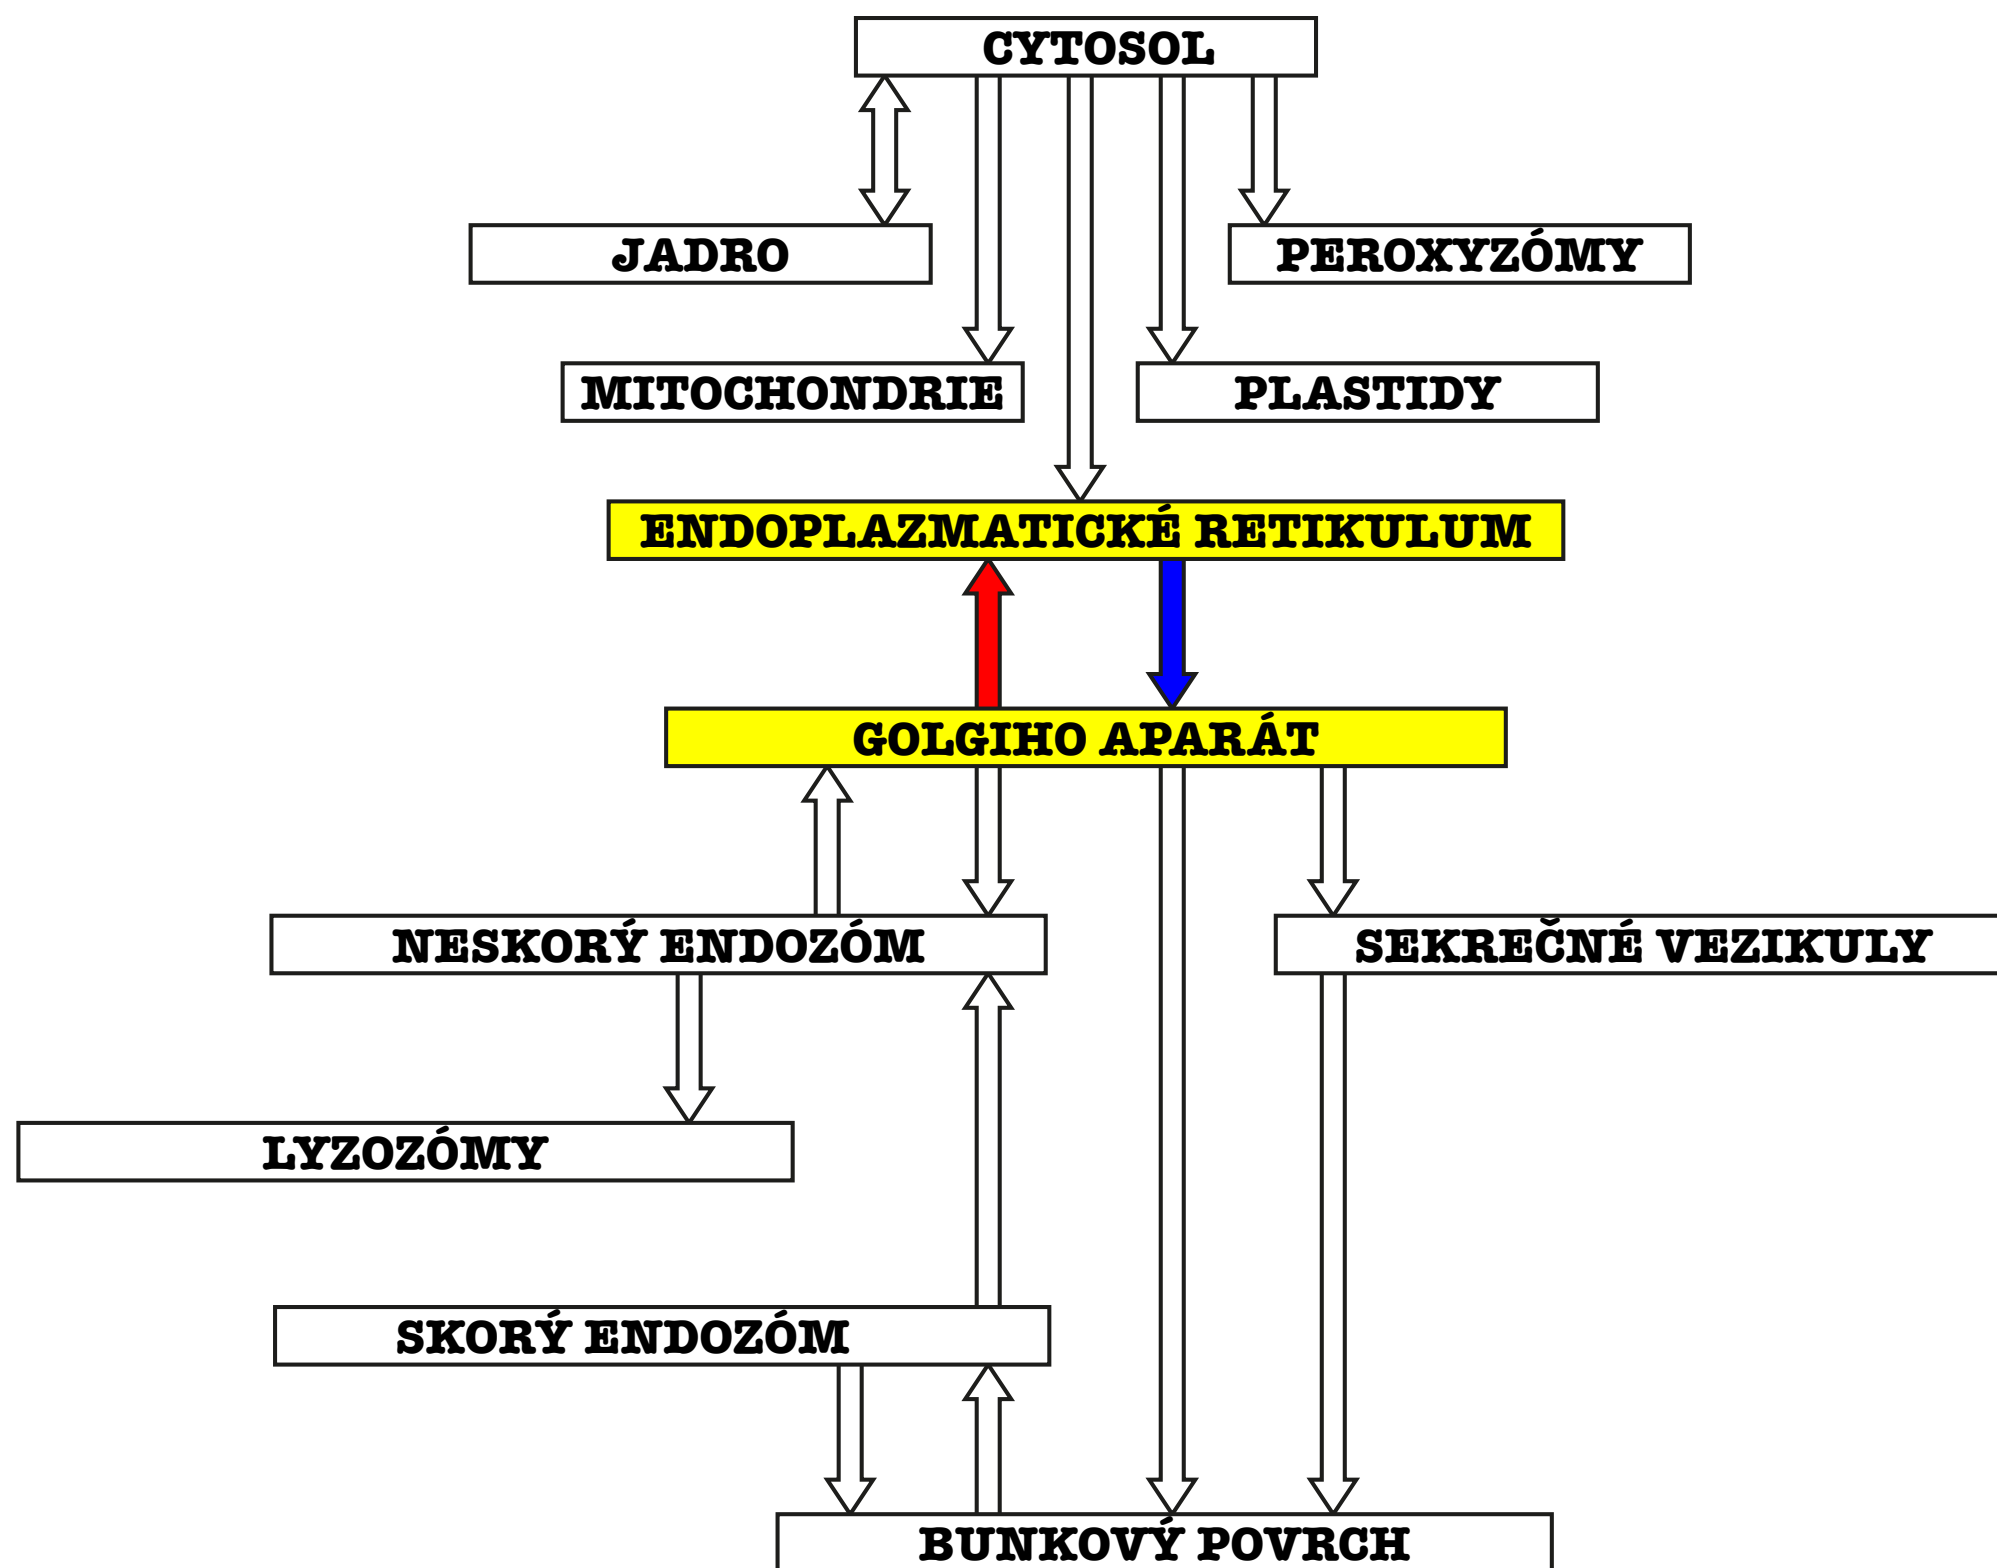 CYTOSOL
JADRO
PEROXYZÓMY
MITOCHONDRIE
PLASTIDY
ENDOPLAZMATICKÉ RETIKULUM
GOLGIHO APARÁT
NESKORÝ ENDOZÓM
SEKREČNÉ VEZIKULY
LYZOZÓMY
SKORÝ ENDOZÓM
BUNKOVÝ POVRCH